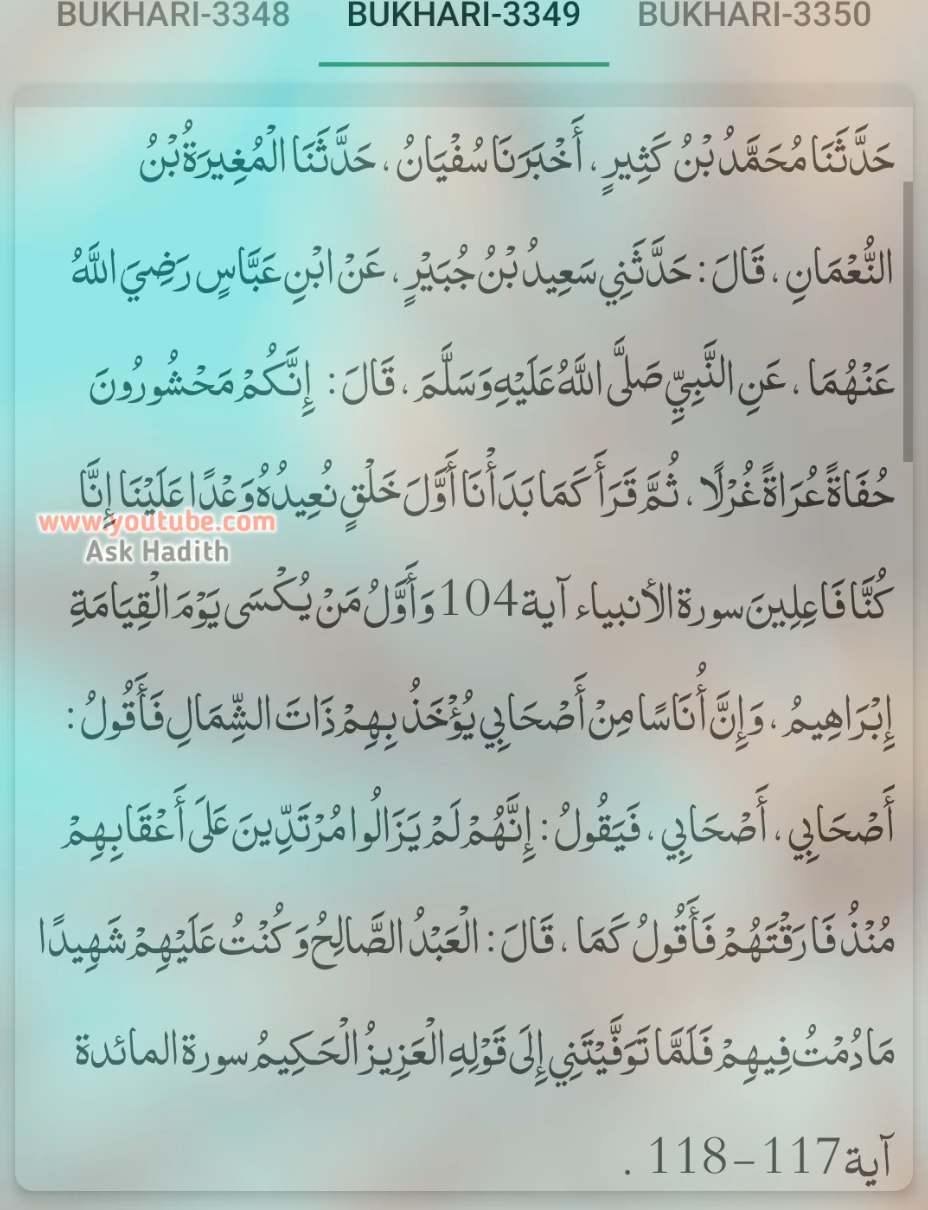 BUKHARI-3348 BUKHARI-3349 BUKHARI-3350
حَدَّثَنَا مُحَمَّدُ بْنُ كَثِيرٍ ، أَخْبَرَنَا سُفْيَانُ ، حَدَّثَنَا الْمُغِيرَةُ بْنُ
النُّعْمَانِ ، قَالَ : حَدَّثَنِي سَعِيدُ بْنُ جُبَيْرٍ ، عَنْ ابْنِ عَبَّاسٍ رَضِيَ اللَّهُ
عَنْهُمَا ، عَنِ النَّبِيِّ صَلَّى اللَّهُ عَلَيْهِ وَسَلَّمَ ، قَالَ : إِنَّكُمْ مَحْشُورُونَ
حُفَاةً عُرَاةً غُرْلًا ، ثُمَّ قَرَأَ كَمَا بَدَأْنَا أَوَّلَ خَلْقٍ نُعِيدُهُ وَعْدًا عَلَيْنَا إِنَّا
www.youtube.com
Ask Hadith
كُنَّا فَاعِلِينَ سورة الأنبياء آية 104 وَأَوَّلُ مَنْ يُكْسَى يَوْمَ الْقِيَامَةِ
إِبْرَاهِيمُ ، وَإِنَّ أُنَاسًا مِنْ أَصْحَابِي يُؤْخَذُ بِهِمْ ذَاتَ الشِّمَالِ فَأَقُولُ :
أَصْحَابِي ، أَصْحَابِي ، فَيَقُولُ : إِنَّهُمْ لَمْ يَزَالُوا مُرْتَدِّينَ عَلَى أَعْقَابِهِمْ
مُنْذُ فَارَقْتَهُمْ فَأَقُولُ كَمَا ، قَالَ : الْعَبْدُ الصَّالِحُ وَكُنْتُ عَلَيْهِمْ شَهِيدًا
مَا دُمْتُ فِيهِمْ فَلَمَّا تَوَفَّيْتَنِي إِلَى قَوْلِهِ الْعَزِيزُ الْحَكِيمُ سورة المائدة
آية 117 – 118 .